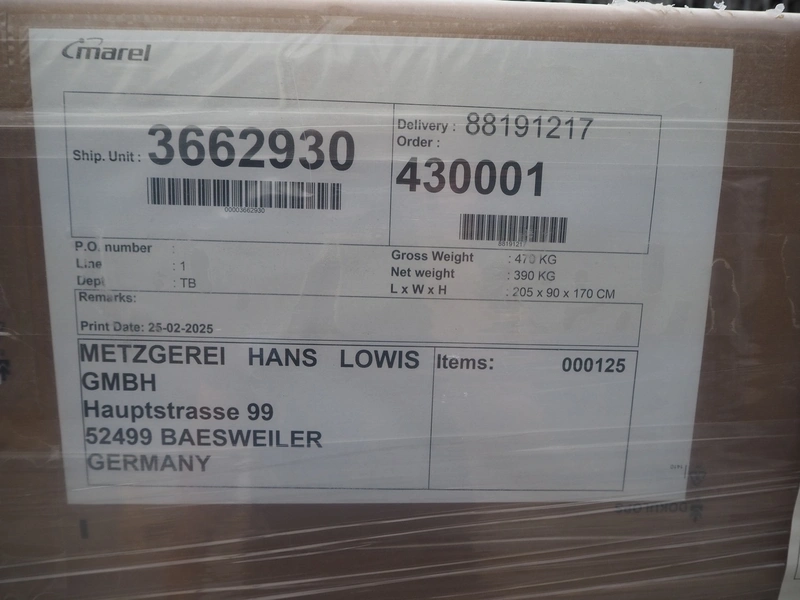 marel
Ship. Unit : 3662930
00003662930
Delivery : 88191217
Order :
430001
88191217
P.O. number :
Line : 1
Dept : TB
Gross Weight : 470 KG
Net weight : 390 KG
L x W x H : 205 x 90 x 170 CM
Remarks:
Print Date: 25-02-2025
METZGEREI HANS LOWIS
GMBH
Hauptstrasse 99
52499 BAESWEILER
GERMANY
Items: 000125